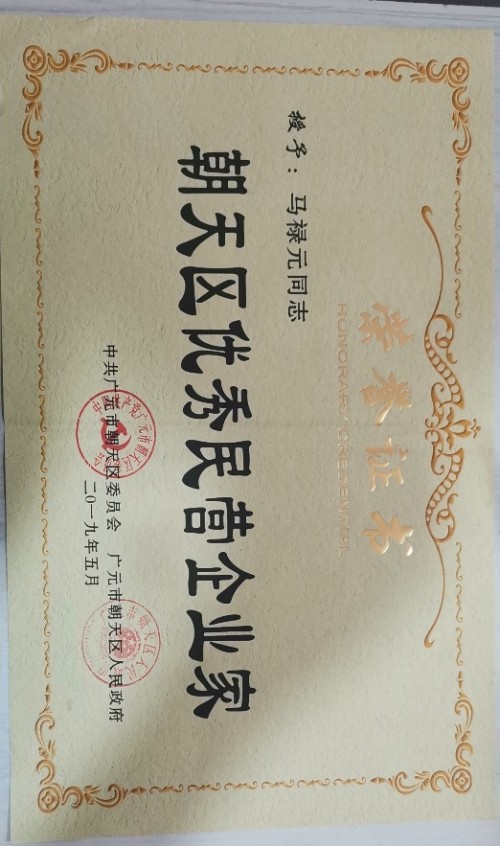 荣誉证书
HONORARY CREDENTIAL
授予：马禄元同志
朝天区优秀民营企业家
中共广元市朝天区委员会 广元市朝天区人民政府
二0一九年五月